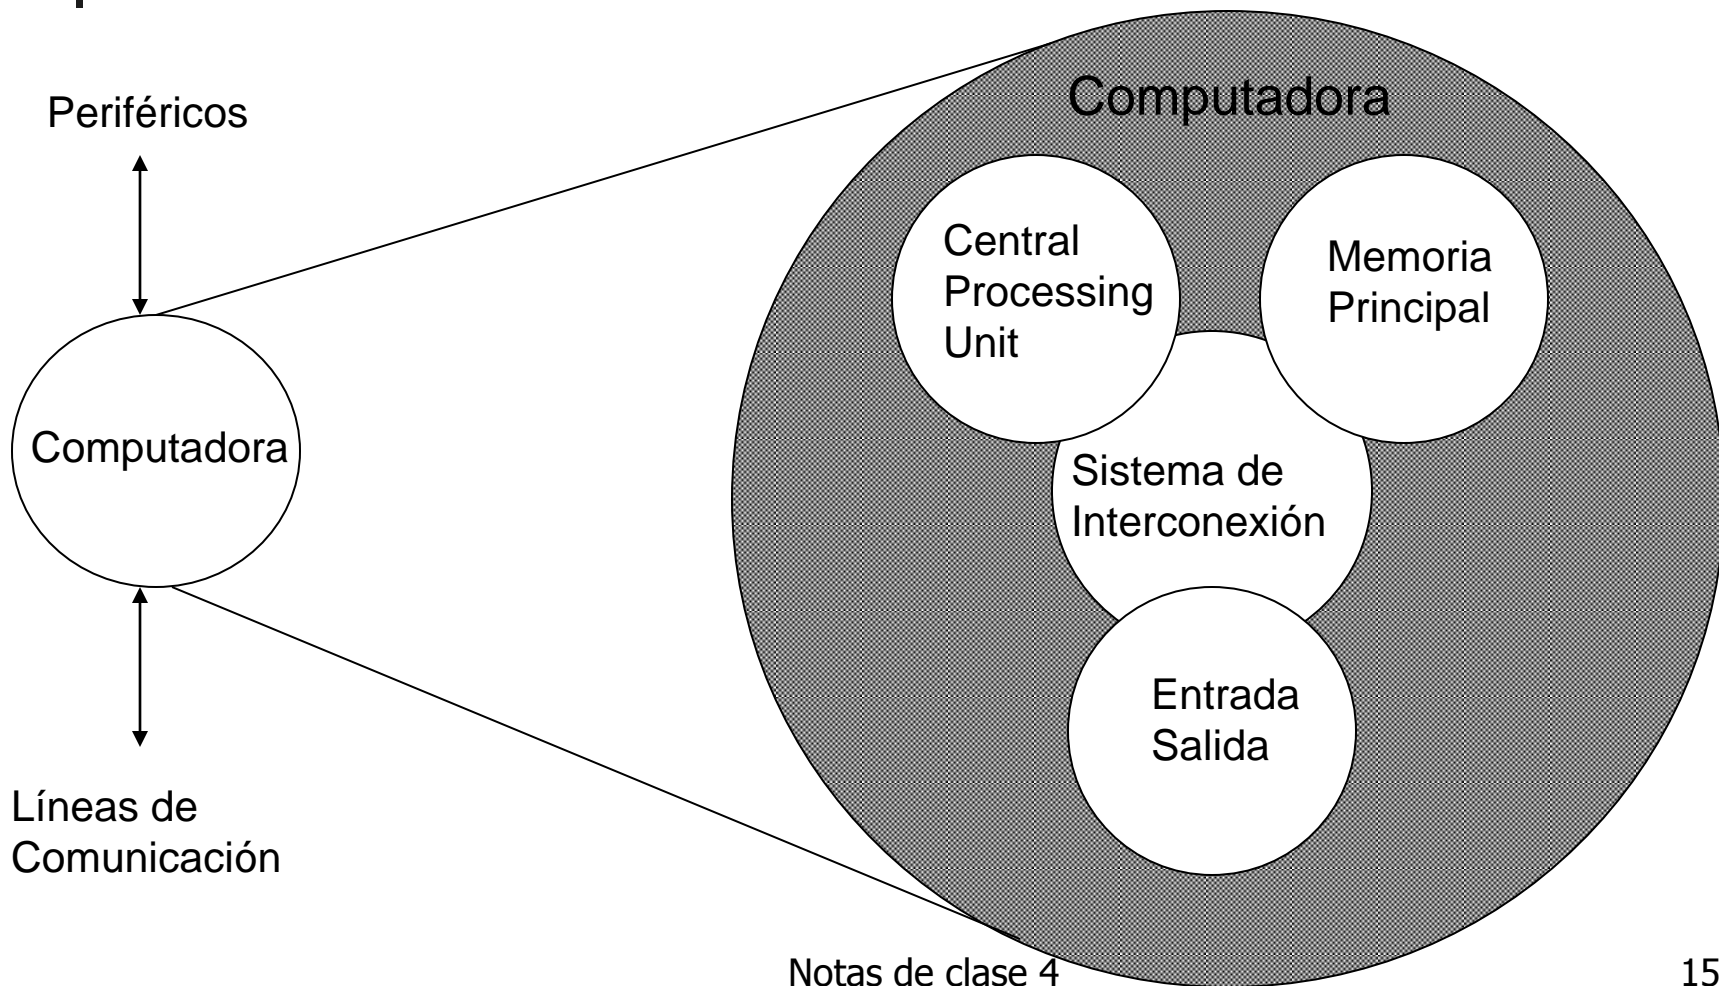 Periféricos
Computadora
Líneas de
Comunicación
Computadora
Central
Processing
Unit
Memoria
Principal
Sistema de
Interconexión
Entrada
Salida
Notas de clase 4
15